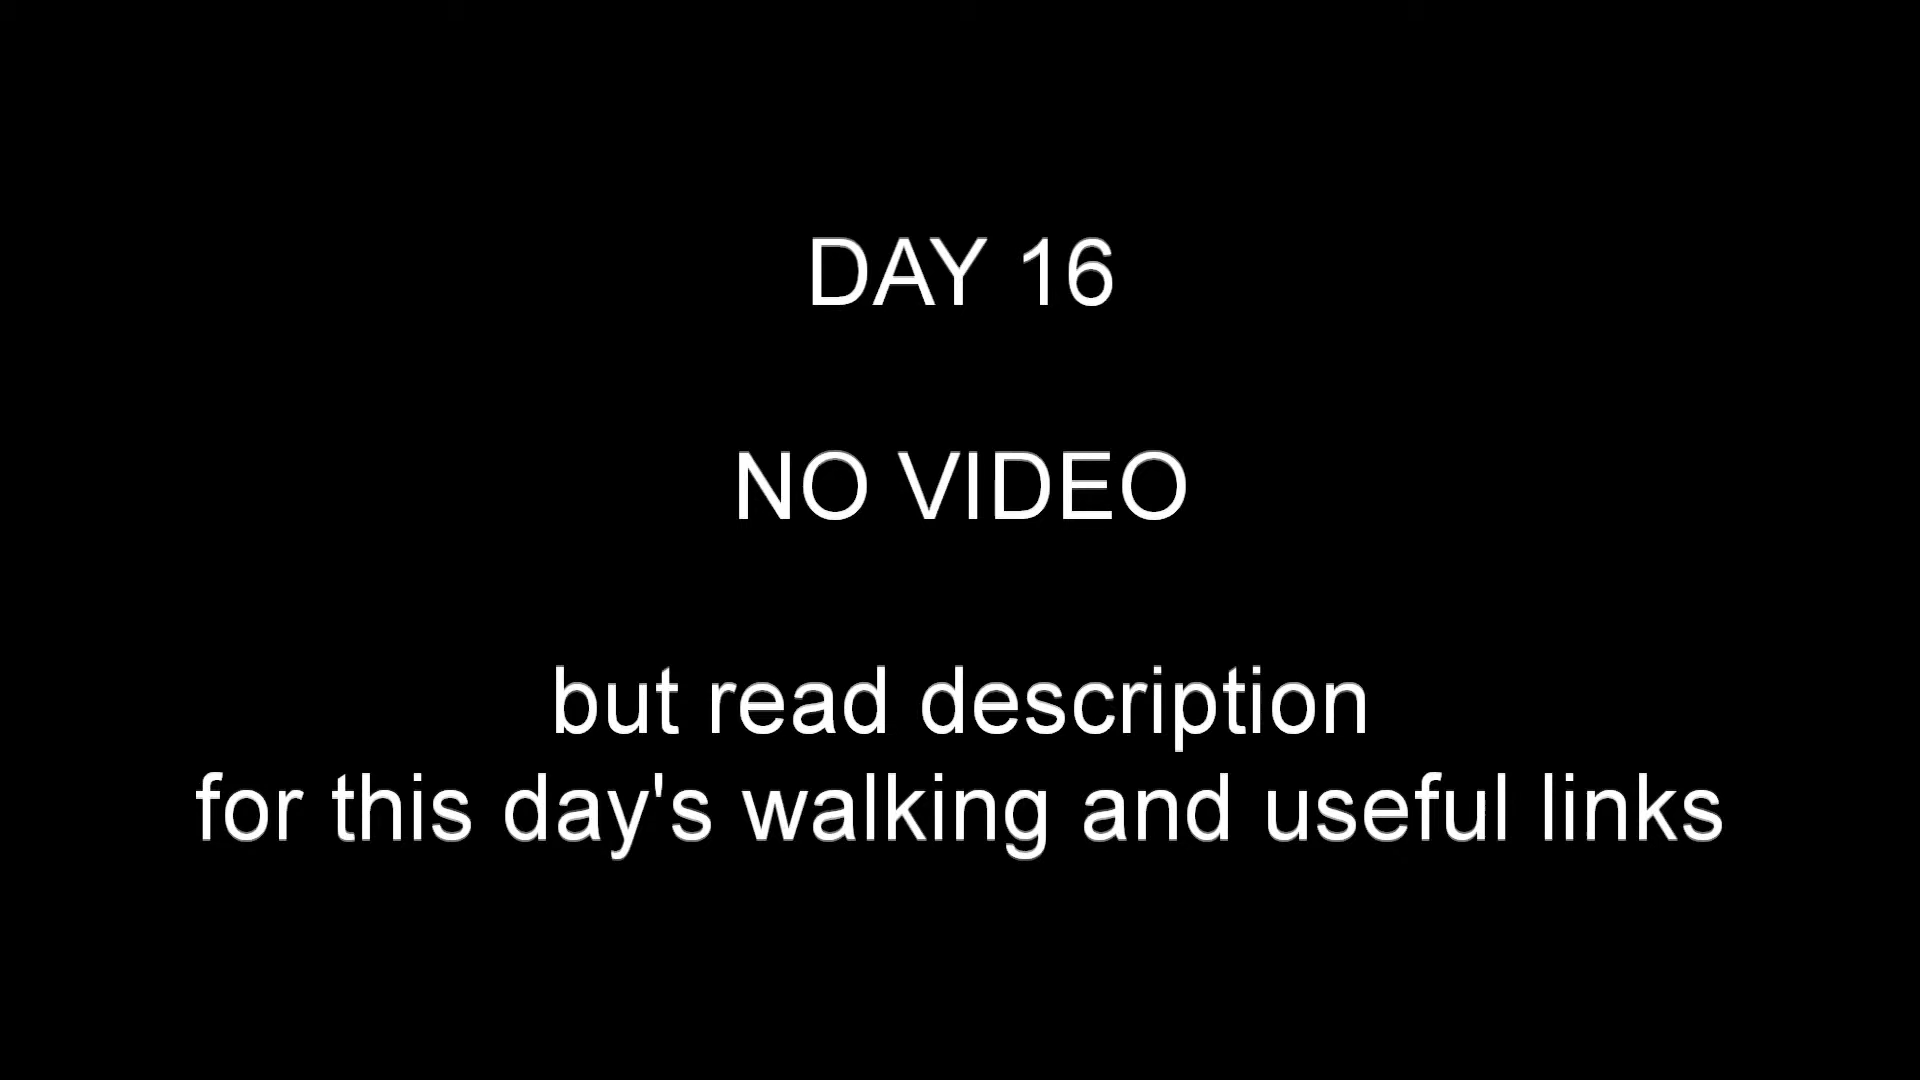 DAY 16
NO VIDEO
but read description
for this day's walking and useful links